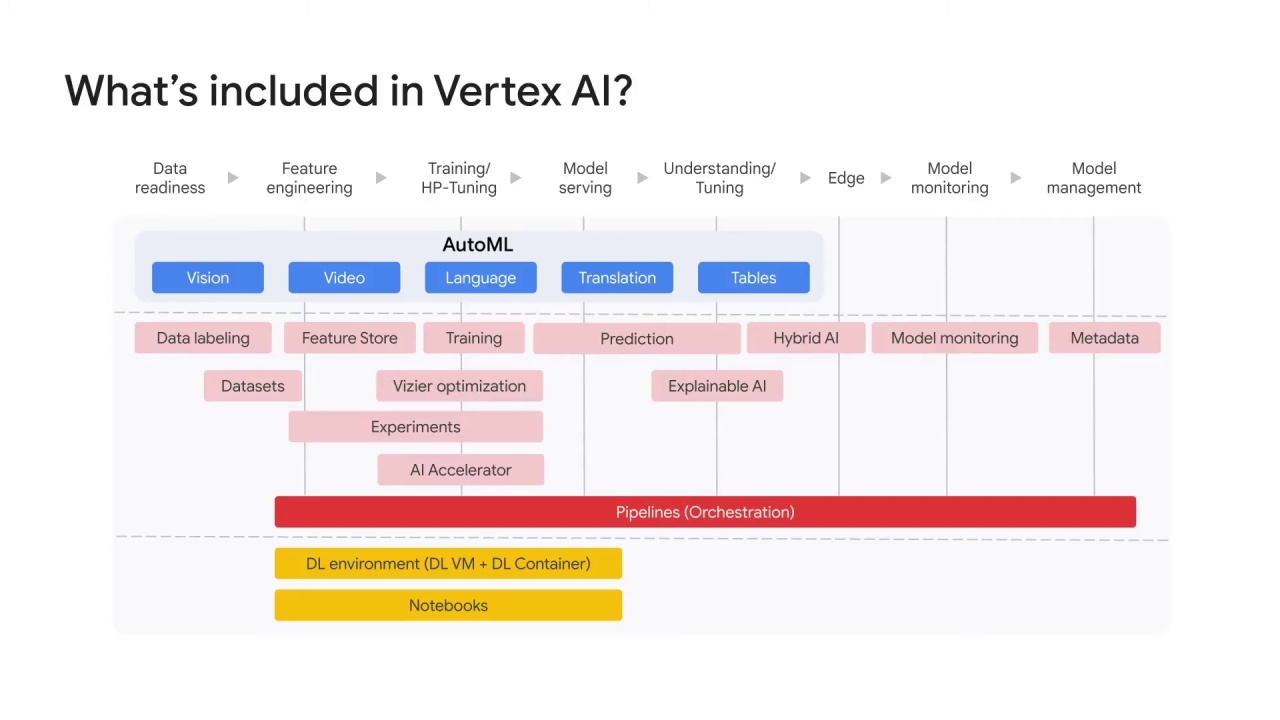 What's included in Vertex AI?
Data
readiness
Feature
engineering
Training/
HP-Tuning
Model
serving
Understanding/
Tuning
Edge
Model
monitoring
Model
management
AutoML
Vision
Video
Language
Translation
Tables
Data labeling
Feature Store
Training
Prediction
Hybrid AI
Model monitoring
Metadata
Datasets
Vizier optimization
Explainable AI
Experiments
AI Accelerator
Pipelines (Orchestration)
DL environment (DL VM + DL Container)
Notebooks